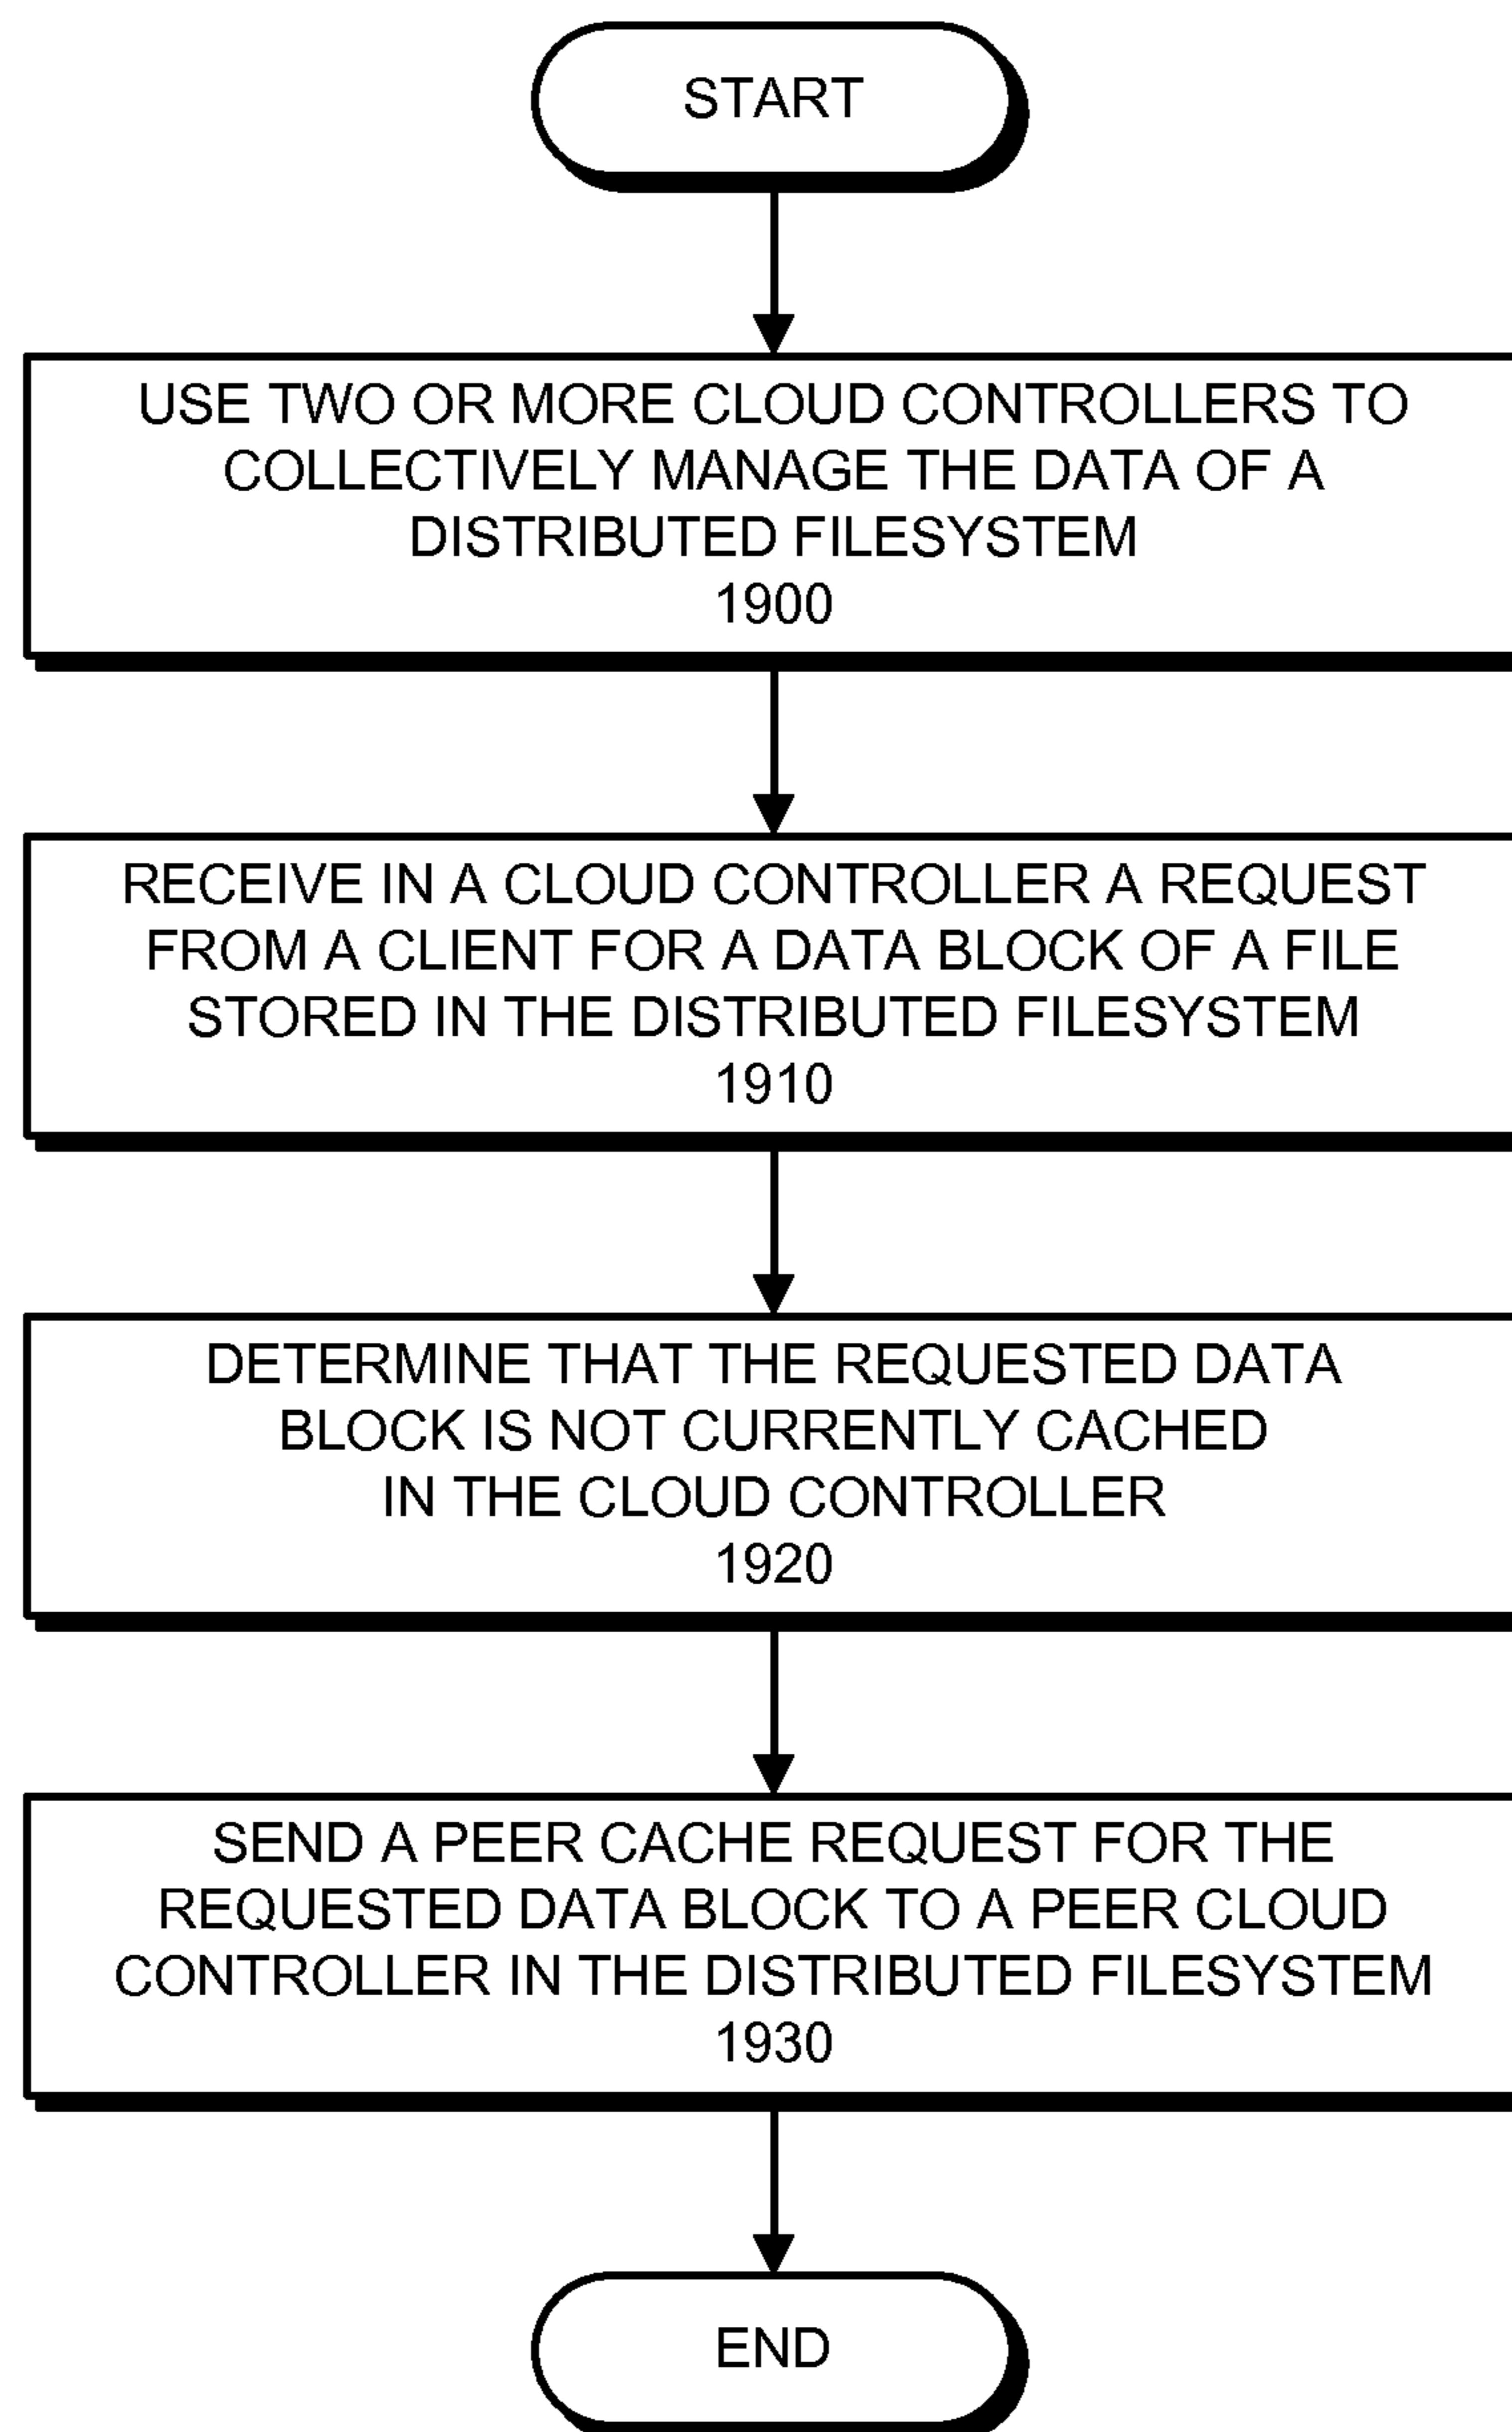 START
USE TWO OR MORE CLOUD CONTROLLERS TO
COLLECTIVELY MANAGE THE DATA OF A
DISTRIBUTED FILESYSTEM
1900
RECEIVE IN A CLOUD CONTROLLER A REQUEST
FROM A CLIENT FOR A DATA BLOCK OF A FILE
STORED IN THE DISTRIBUTED FILESYSTEM
1910
DETERMINE THAT THE REQUESTED DATA
BLOCK IS NOT CURRENTLY CACHED
IN THE CLOUD CONTROLLER
1920
SEND A PEER CACHE REQUEST FOR THE
REQUESTED DATA BLOCK TO A PEER CLOUD
CONTROLLER IN THE DISTRIBUTED FILESYSTEM
1930
END